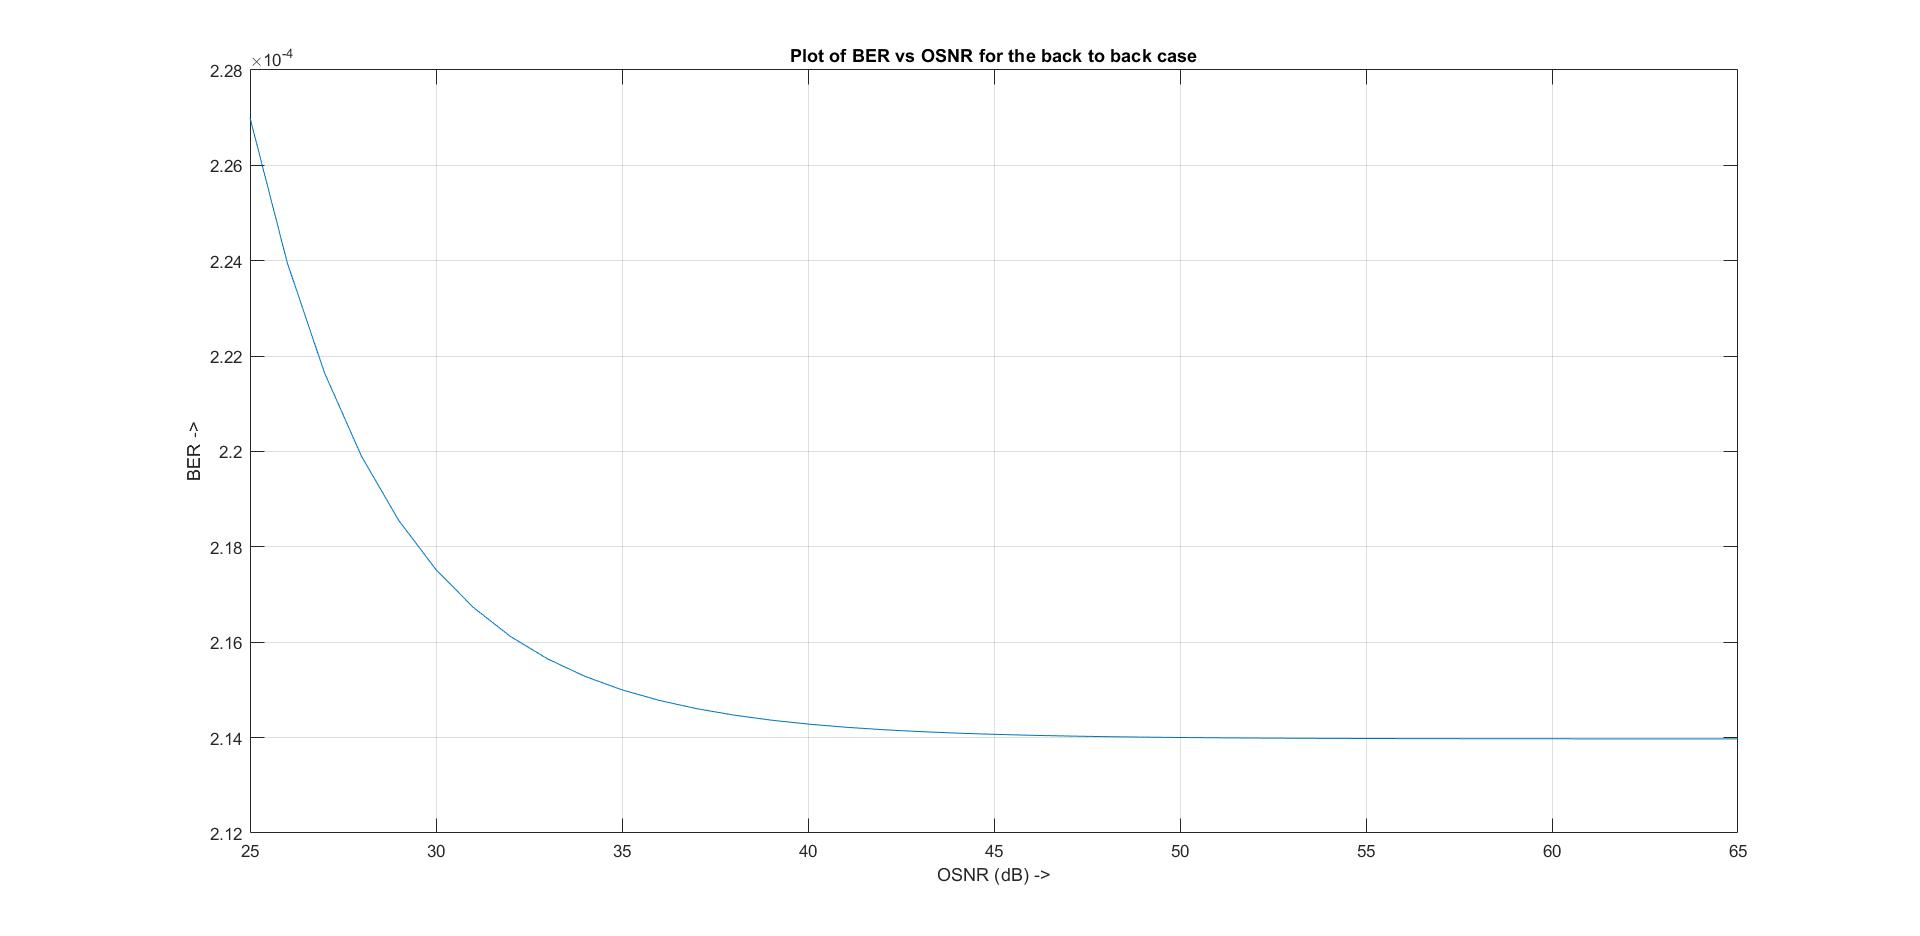 Plot of BER vs OSNR for the back to back case
×10-4
2.28
2.26
2.24
2.22
2.2
2.18
2.16
2.14
2.12
BER ->
25 30 35 40 45 50 55 60 65
OSNR (dB) ->